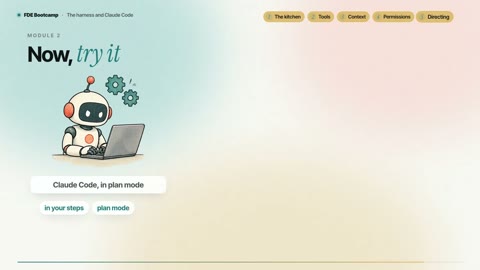 FDE Bootcamp · The harness and Claude Code
The kitchen
Tools
Context
Permissions
Directing
MODULE 2
Now, try it
Claude Code, in plan mode
in your steps
plan mode